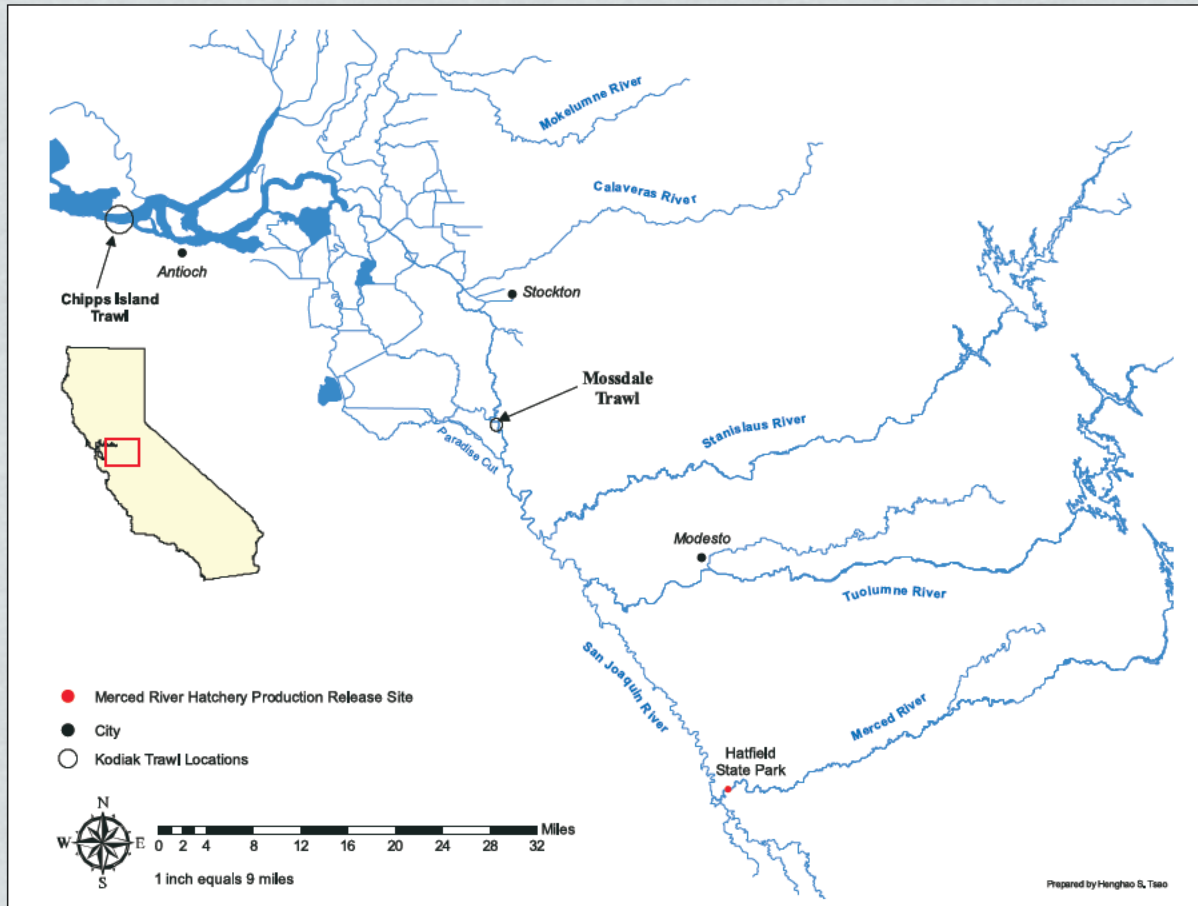 Mokelumne River
Calaveras River
Antioch
Chipps Island
Trawl
Stockton
Mossdale
Trawl
Paradise Cut
Stanislaus River
Modesto
Tuolumne River
San Joaquin River
Merced River
Hatfield
State Park
Merced River Hatchery Production Release Site
City
Kodiak Trawl Locations
N
W E
S
Miles
0 2 4 8 12 16 20 24 28 32
1 inch equals 9 miles
Prepared by Henghao S. Tsao